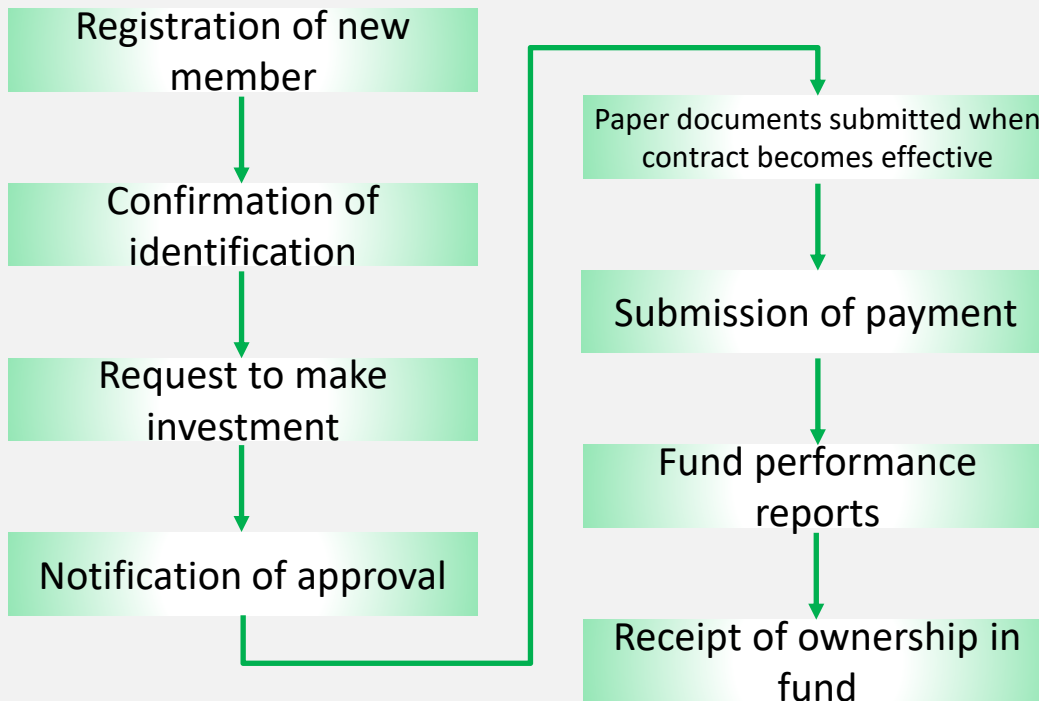 Registration of new
member
Confirmation of
identification
Request to make
investment
Notification of approval
Paper documents submitted when
contract becomes effective
Submission of payment
Fund performance
reports
Receipt of ownership in
fund